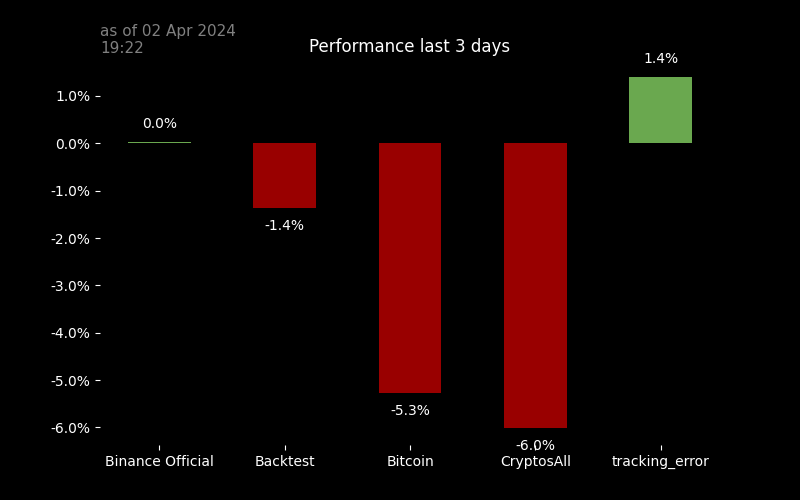 as of 02 Apr 2024
19:22
Performance last 3 days
1.4%
1.0%
0.0%
0.0%
-1.0%
-1.4%
-2.0%
-3.0%
-4.0%
-5.0%
-5.3%
-6.0%
-6.0%
Binance Official
Backtest
Bitcoin
CryptosAll
tracking_error